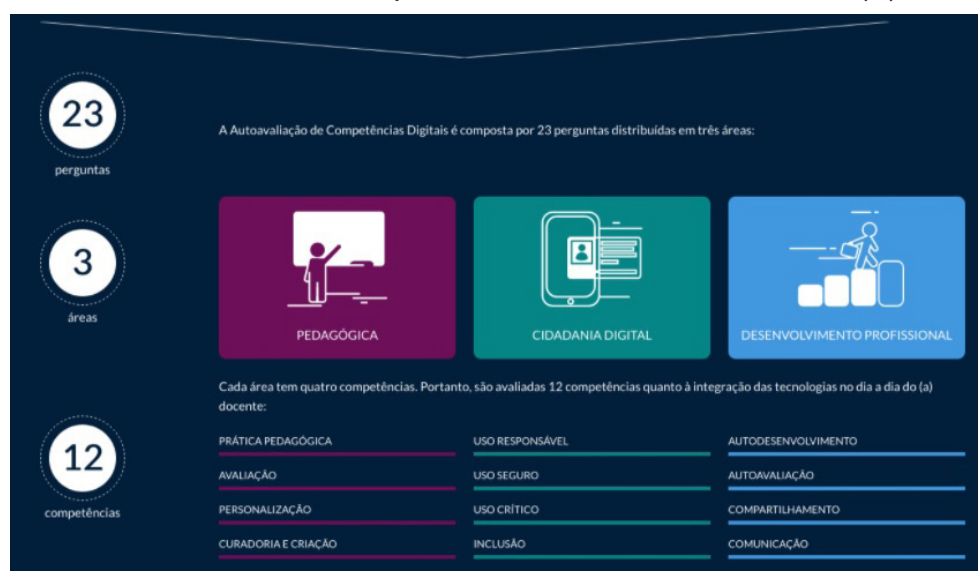 23
perguntas
A Autoavaliação de Competências Digitais é composta por 23 perguntas distribuídas em três áreas:
3
áreas
PEDAGÓGICA
CIDADANIA DIGITAL
DESENVOLVIMENTO PROFISSIONAL
12
competências
Cada área tem quatro competências. Portanto, são avaliadas 12 competências quanto à integração das tecnologias no dia a dia do (a)
docente:
PRÁTICA PEDAGÓGICA
AVALIAÇÃO
PERSONALIZAÇÃO
CURADORIA E CRIAÇÃO
USO RESPONSÁVEL
USO SEGURO
USO CRÍTICO
INCLUSÃO
AUTODESENVOLVIMENTO
AUTOAVALIAÇÃO
COMPARTILHAMENTO
COMUNICAÇÃO